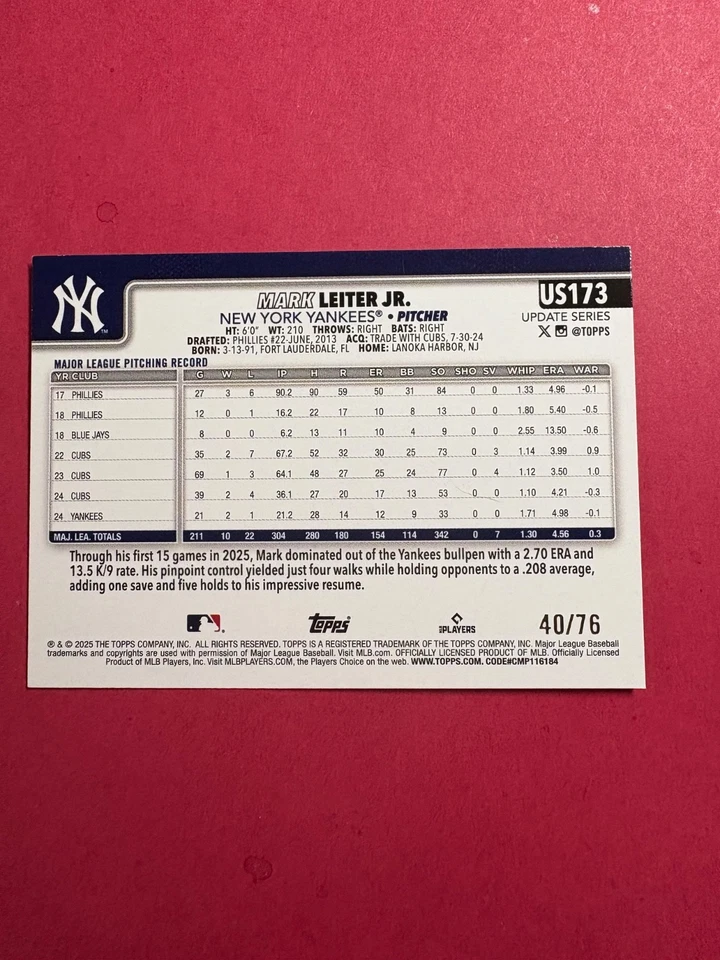 NY
MARK LEITER JR.
US173
NEW YORK YANKEES® • PITCHER
UPDATE SERIES
HT: 6'0" WT: 210 THROWS: RIGHT BATS: RIGHT
X @TOPPS
DRAFTED: PHILLIES #22-JUNE, 2013 ACQ: TRADE WITH CUBS, 7-30-24
BORN: 3-13-91, FORT LAUDERDALE, FL HOME: LANOKA HARBOR, NJ
MAJOR LEAGUE PITCHING RECORD
YR CLUB G W L IP H R ER BB SO SHO SV WHIP ERA WAR
17 PHILLIES 27 3 6 90.2 90 59 50 31 84 0 0 1.33 4.96 -0.1
18 PHILLIES 12 0 1 16.2 22 17 10 8 13 0 0 1.80 5.40 -0.5
18 BLUE JAYS 8 0 0 6.2 13 11 10 4 9 0 0 2.55 13.50 -0.6
22 CUBS 35 2 7 67.2 52 32 30 25 73 0 3 1.14 3.99 0.9
23 CUBS 69 1 3 64.1 48 27 25 24 77 0 4 1.12 3.50 1.0
24 CUBS 39 2 4 36.1 27 20 17 13 53 0 0 1.10 4.21 -0.3
24 YANKEES 21 2 1 21.2 28 14 12 9 33 0 0 1.71 4.98 -0.1
MAJ. LEA. TOTALS 211 10 22 304 280 180 154 114 342 0 7 1.30 4.56 0.3
Through his first 15 games in 2025, Mark dominated out of the Yankees bullpen with a 2.70 ERA and
13.5 K/9 rate. His pinpoint control yielded just four walks while holding opponents to a .208 average,
adding one save and five holds to his impressive resume.
Topps
MLB PLAYERS
40/76
® & © 2025 THE TOPPS COMPANY, INC. ALL RIGHTS RESERVED. TOPPS IS A REGISTERED TRADEMARK OF THE TOPPS COMPANY, INC. Major League Baseball
trademarks and copyrights are used with permission of Major League Baseball. Visit MLB.com. OFFICIALLY LICENSED PRODUCT OF MLB. Officially Licensed
Product of MLB Players, Inc. Visit MLBPLAYERS.COM, the Players Choice on the web. WWW.TOPPS.COM. CODE#CMP116184